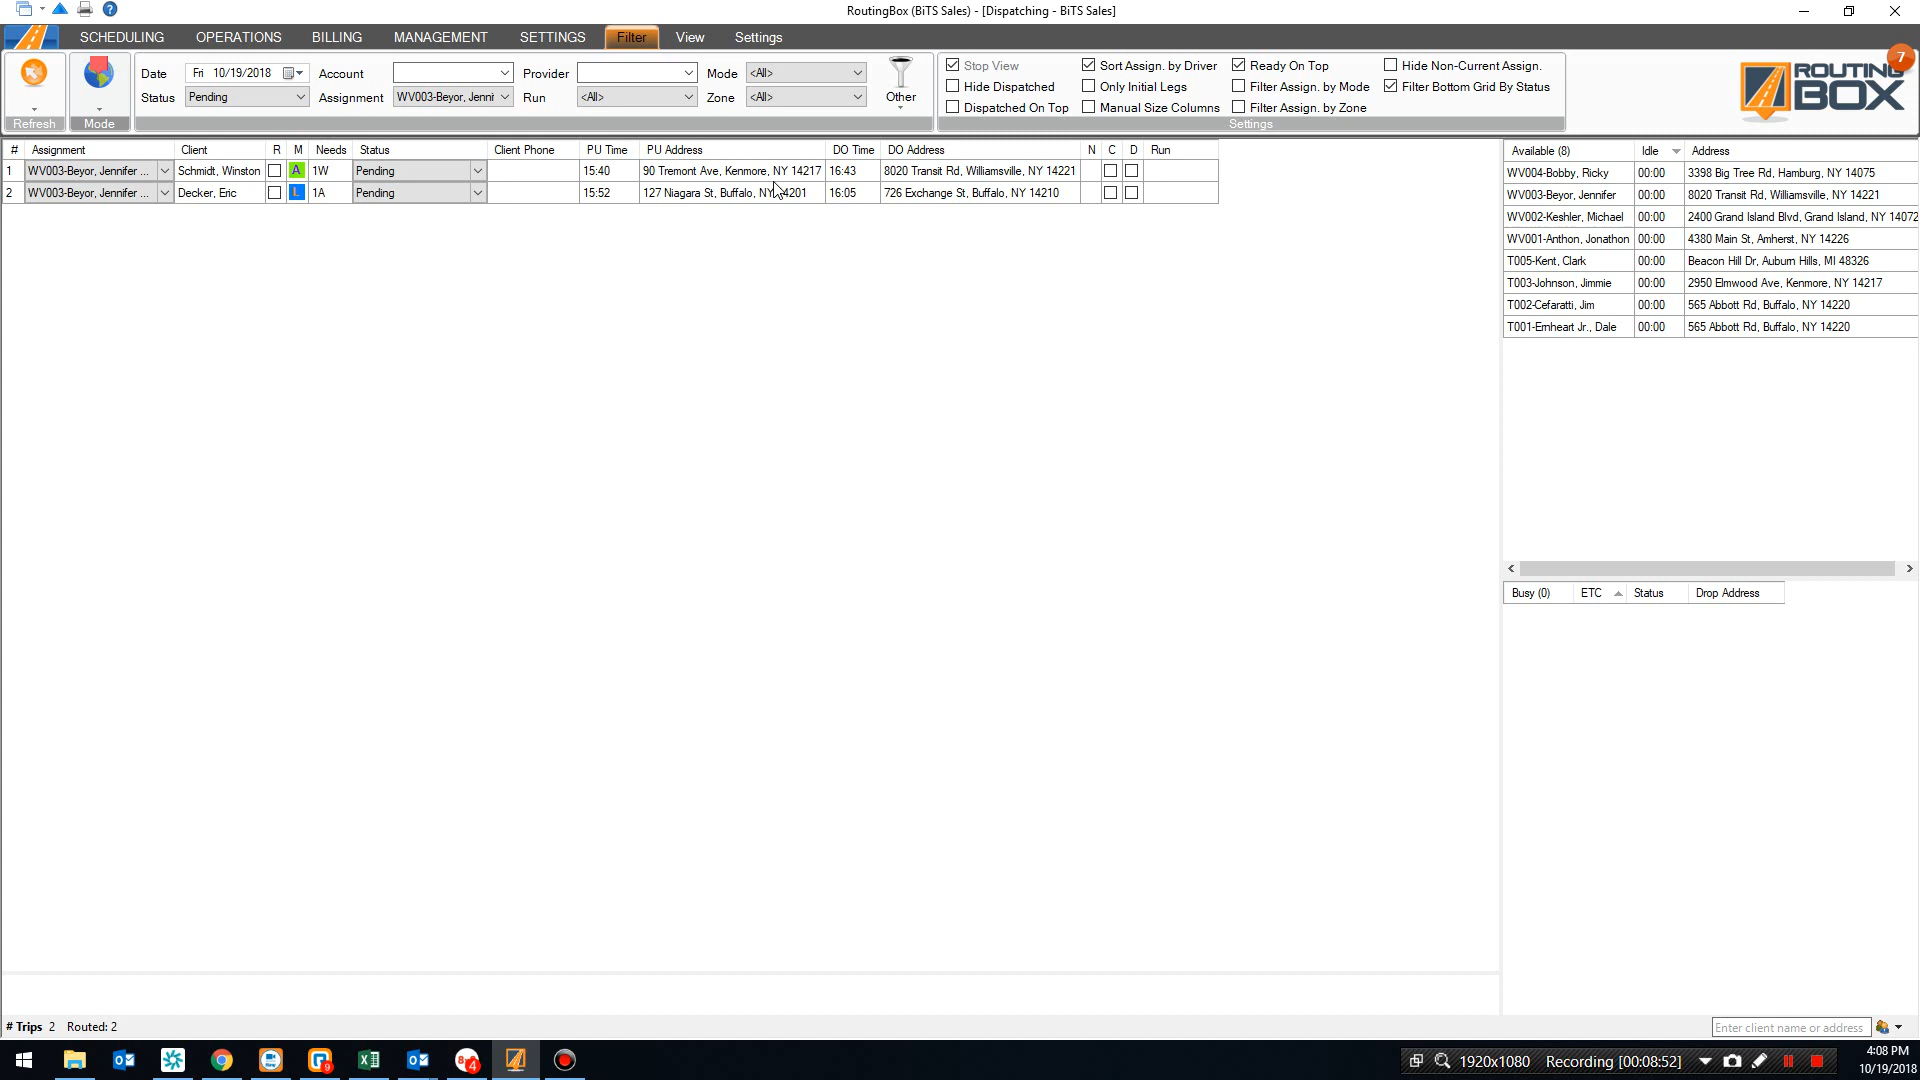 RoutingBox (BiTS Sales) - [Dispatching - BiTS Sales]
SCHEDULING OPERATIONS BILLING MANAGEMENT SETTINGS Filter View Settings
7
Date Fri 10/19/2018 Account Provider Mode <All>
Status Pending Assignment WV003-Beyor, Jenni Run <All> Zone <All>
Other
Refresh Mode
Stop View Sort Assign. by Driver Ready On Top Hide Non-Current Assign.
Hide Dispatched Only Initial Legs Filter Assign. by Mode Filter Bottom Grid By Status
Dispatched On Top Manual Size Columns Filter Assign. by Zone
Settings
ROUTING
BOX
# Assignment Client R M Needs Status Client Phone PU Time PU Address DO Time DO Address N C D Run
1 WV003-Beyor, Jennifer ... Schmidt, Winston A 1W Pending 15:40 90 Tremont Ave, Kenmore, NY 14217 16:43 8020 Transit Rd, Williamsville, NY 14221
2 WV003-Beyor, Jennifer ... Decker, Eric L 1A Pending 15:52 127 Niagara St, Buffalo, NY 4201 16:05 726 Exchange St, Buffalo, NY 14210
Available (8) Idle Address
WV004-Bobby, Ricky 00:00 3398 Big Tree Rd, Hamburg, NY 14075
WV003-Beyor, Jennifer 00:00 8020 Transit Rd, Williamsville, NY 14221
WV002-Keshler, Michael 00:00 2400 Grand Island Blvd, Grand Island, NY 14072
WV001-Anthon, Jonathon 00:00 4380 Main St, Amherst, NY 14226
T005-Kent, Clark 00:00 Beacon Hill Dr, Auburn Hills, MI 48326
T003-Johnson, Jimmie 00:00 2950 Elmwood Ave, Kenmore, NY 14217
T002-Cefaratti, Jim 00:00 565 Abbott Rd, Buffalo, NY 14220
T001-Emheart Jr., Dale 00:00 565 Abbott Rd, Buffalo, NY 14220
Busy (0) ETC Status Drop Address
# Trips 2 Routed: 2
Enter client name or address
1920x1080 Recording [00:08:52]
4:08 PM
10/19/2018